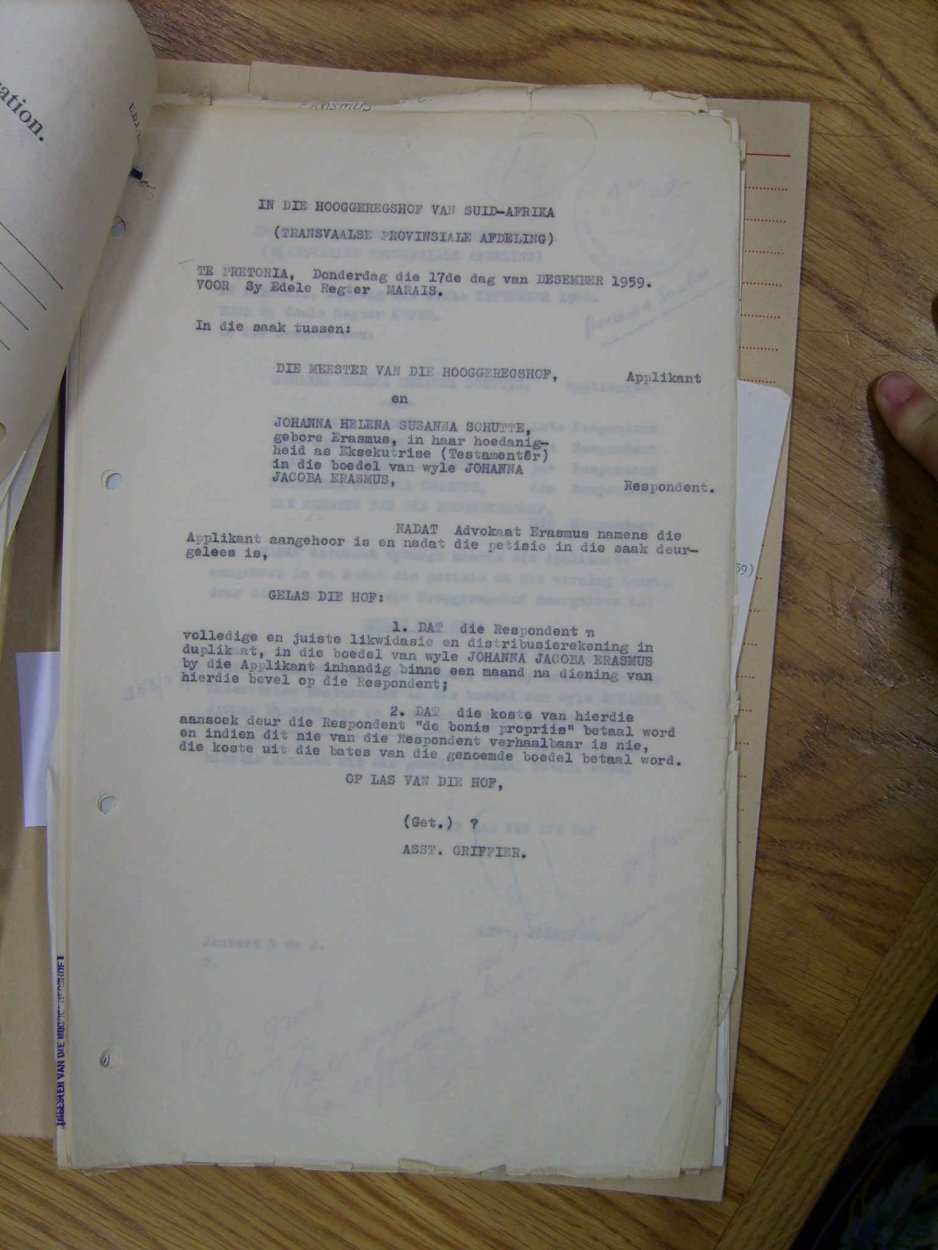 ation.
ERASMUS
IN DIE HOOGGEREGSHOF VAN SUID-AFRIKA
(TRANSVAALSE PROVINSIALE AFDELING)
TE PRETORIA, Donderdag die 17de dag van DESEMBER 1959.
VOOR Sy Edele Regter MARAIS.
In die saak tussen:
DIE MEESTER VAN DIE HOOGGEREGSHOF, Applikant
en
JOHANNA HELENA SUSANNA SCHUTTE,
gebore Erasmus, in haar hoedanig-
heid as Eksekutrise (Testamentêr)
in die boedel van wyle JOHANNA
JACOBA ERASMUS, Respondent.
NADAT Advokaat Erasmus namens die
Applikant aangehoor is en nadat die petisie in die saak deur-
gelees is,
59)
GELAS DIE HOF:
1. DAT die Respondent 'n
volledige en juiste likwidasie en distribusierekening in
duplikaat, in die boedel van wyle JOHANNA JACOBA ERASMUS
by die Applikant inhandig binne een maand na diening van
hierdie bevel op die Respondent;
2. DAT die koste van hierdie
aansoek deur die Respondent "de bonis propriis" betaal word
en indien dit nie van die Respondent verhaalbaar is nie,
die koste uit die bates van die genoemde boedel betaal word.
OP LAS VAN DIE HOF,
(Get.) ?
ASST. GRIFFIER.